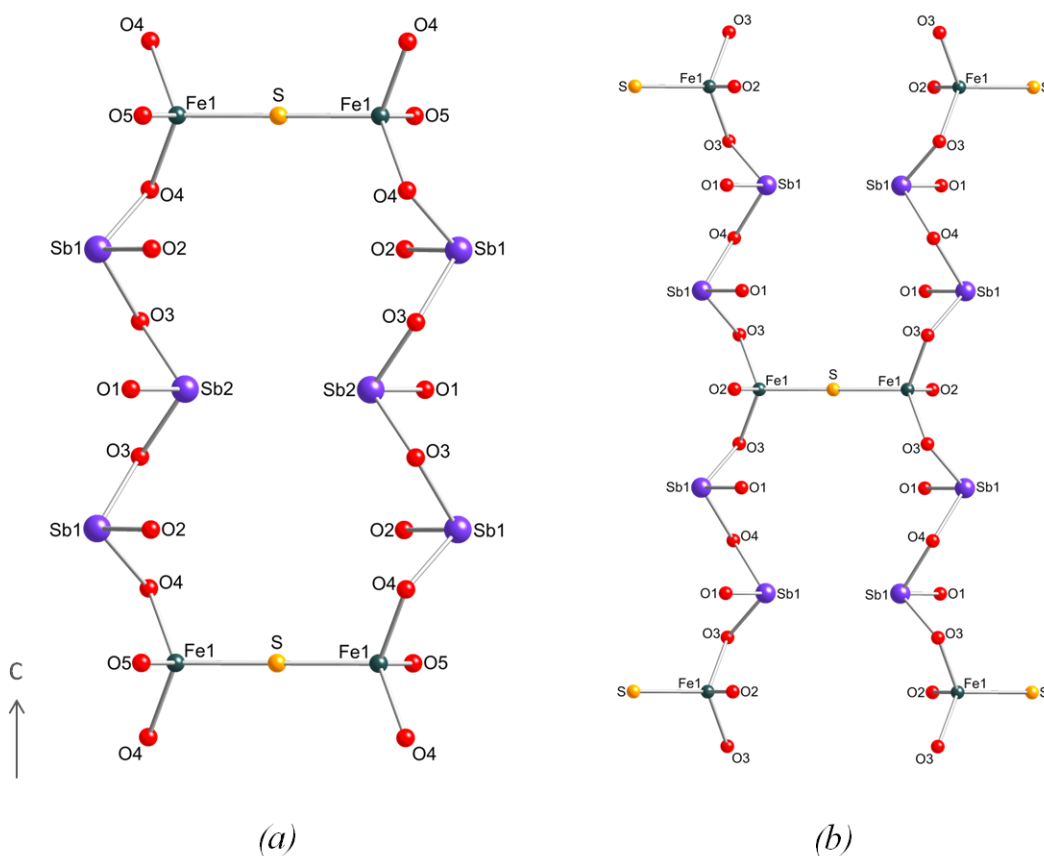 O4 O4
Fe1 S Fe1
O5 O5
O4 O4
Sb1 O2 O2 Sb1
O3 O3
O1 Sb2 Sb2 O1
O3 O3
Sb1 O2 O2 Sb1
O4 O4
O5 Fe1 S Fe1 O5
O4 O4
C
(a)
O3 O3
S Fe1 O2 O2 Fe1 S
O3 O3
O1 Sb1 Sb1 O1
O4 O4
Sb1 O1 O1 Sb1
O3 O3
O2 Fe1 S Fe1 O2
O3 O3
Sb1 O1 O1 Sb1
O4 O4
O1 Sb1 Sb1 O1
O3 O3
S Fe1 O2 O2 Fe1 S
O3 O3
(b)